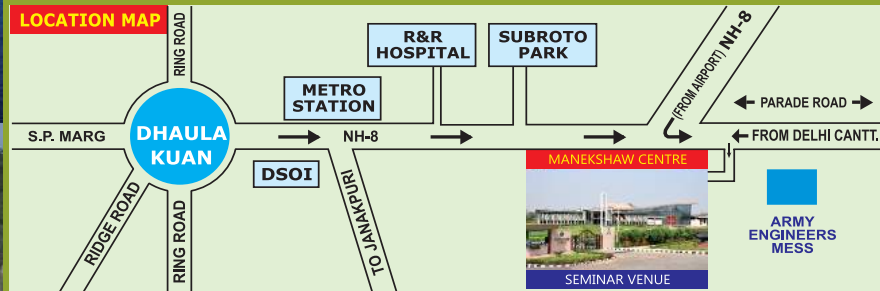 LOCATION MAP
RING ROAD
R&R
HOSPITAL
SUBROTO
PARK
(FROM AIRPORT) NH-8
METRO
STATION
PARADE ROAD
S.P. MARG
DHAULA
KUAN
NH-8
FROM DELHI CANTT.
DSOI
MANEKSHAW CENTRE
RIDGE ROAD
RING ROAD
TO JANAKPURI
ARMY
ENGINEERS
MESS
SEMINAR VENUE